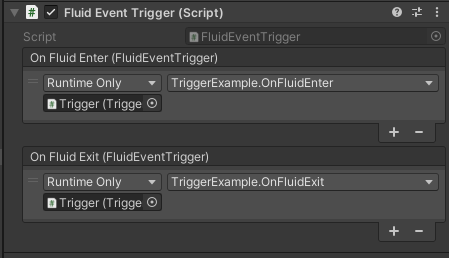 Fluid Event Trigger (Script)
Script FluidEventTrigger
On Fluid Enter (FluidEventTrigger)
Runtime Only TriggerExample.OnFluidEnter
Trigger (Trigge
On Fluid Exit (FluidEventTrigger)
Runtime Only TriggerExample.OnFluidExit
Trigger (Trigge